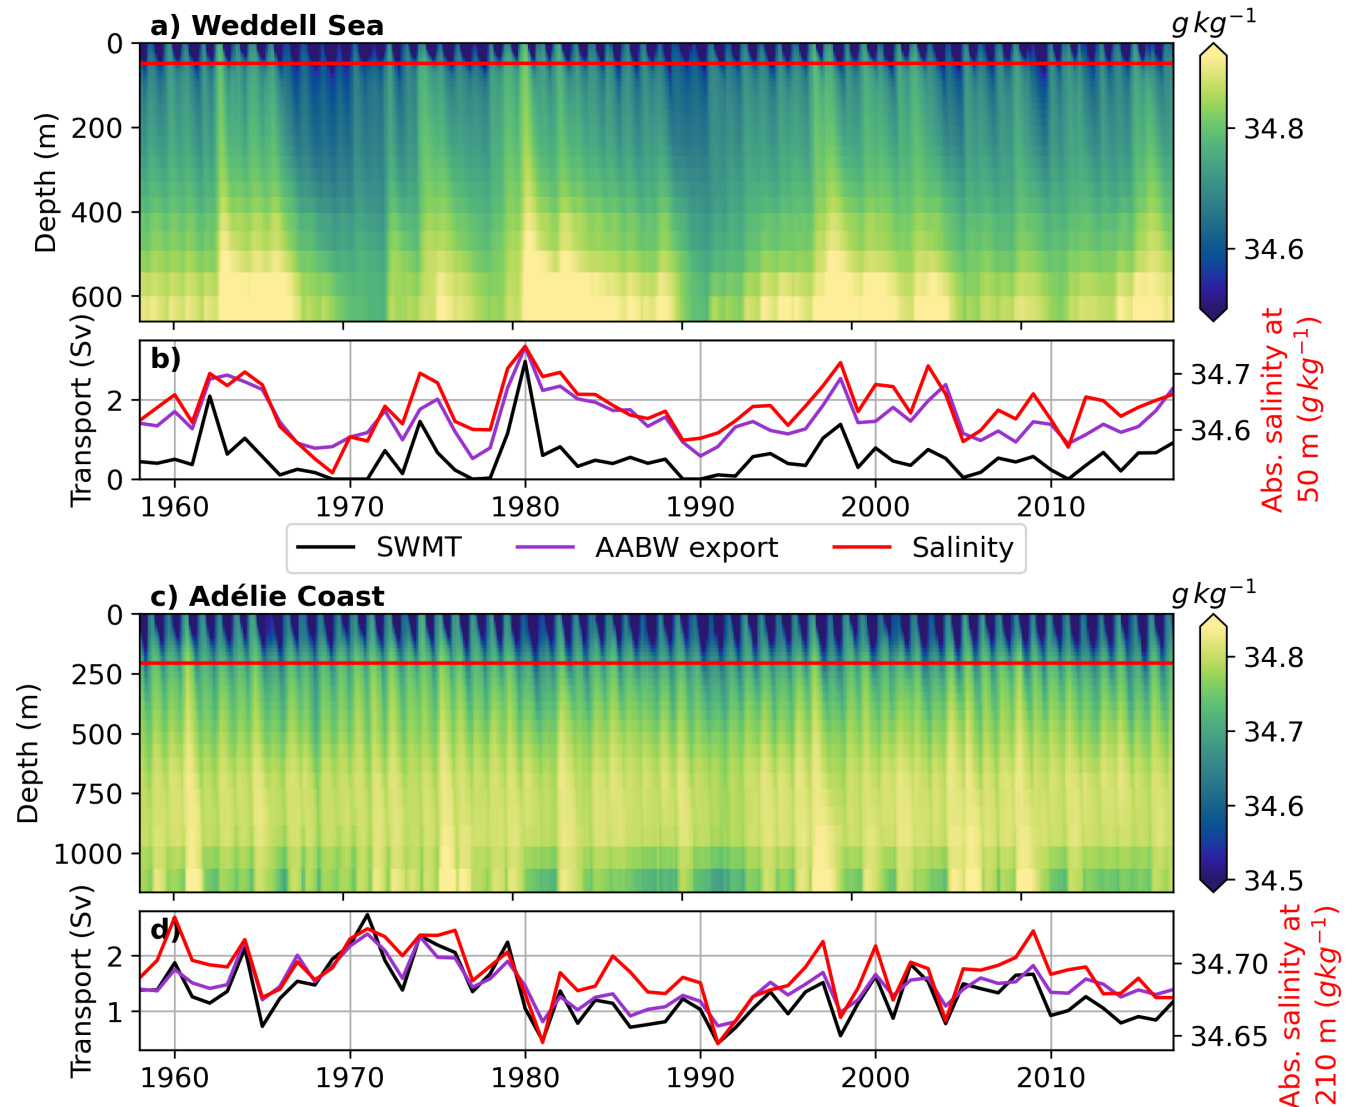 a) Weddell Sea
g kg⁻¹
0
200
400
600
Depth (m)
34.8
34.6
b)
2
0
Transport (Sv)
34.7
34.6
Abs. salinity at
50 m (g kg⁻¹)
1960 1970 1980 1990 2000 2010
SWMT AABW export Salinity
c) Adélie Coast
g kg⁻¹
0
250
500
750
1000
Depth (m)
34.8
34.7
34.6
34.5
d)
2
1
Transport (Sv)
34.70
34.65
Abs. salinity at
210 m (gkg⁻¹)
1960 1970 1980 1990 2000 2010